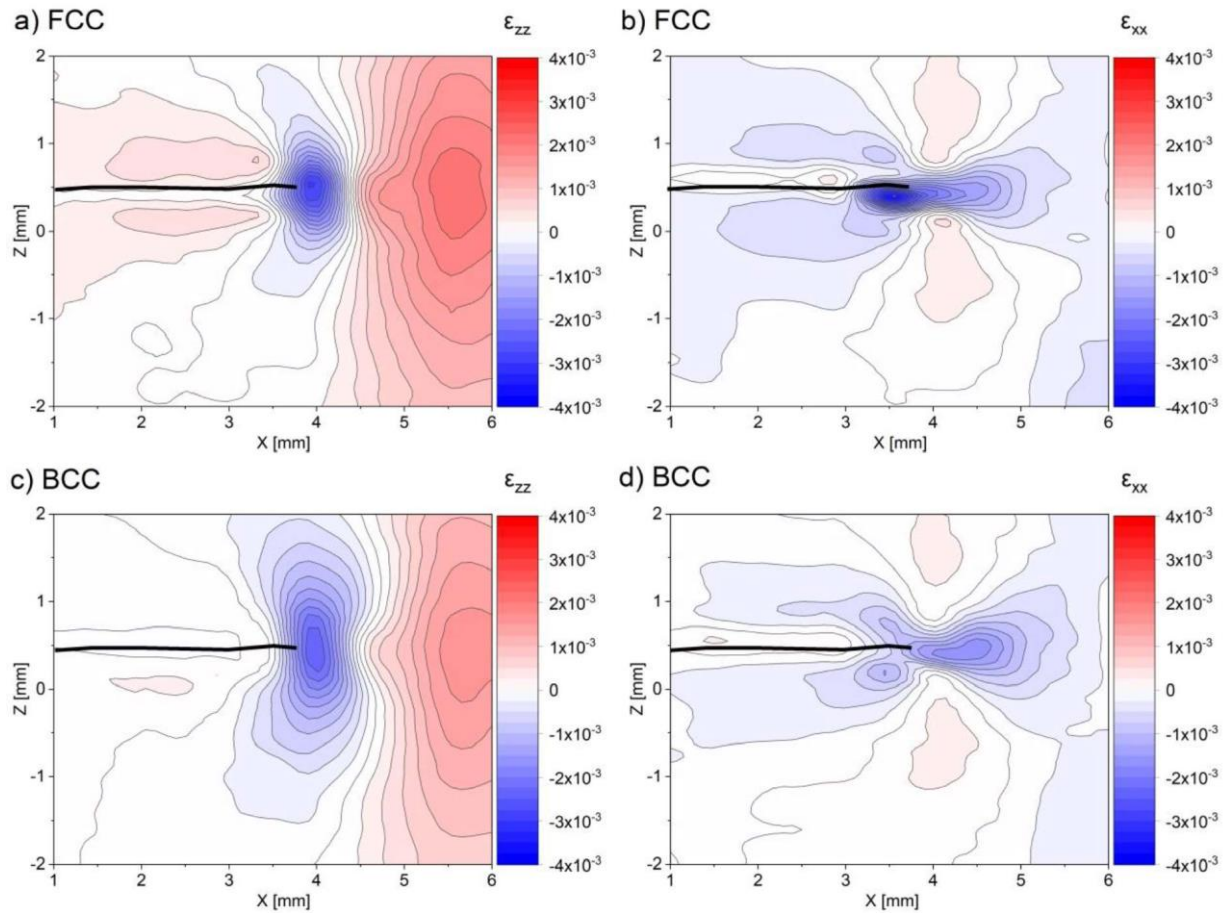 a) FCC
ε_zz
2
1
0
-1
-2
Z [mm]
1 2 3 4 5 6
X [mm]
4x10⁻³
3x10⁻³
2x10⁻³
1x10⁻³
0
-1x10⁻³
-2x10⁻³
-3x10⁻³
-4x10⁻³
b) FCC
ε_xx
2
1
0
-1
-2
Z [mm]
1 2 3 4 5 6
X [mm]
4x10⁻³
3x10⁻³
2x10⁻³
1x10⁻³
0
-1x10⁻³
-2x10⁻³
-3x10⁻³
-4x10⁻³
c) BCC
ε_zz
2
1
0
-1
-2
Z [mm]
1 2 3 4 5 6
X [mm]
4x10⁻³
3x10⁻³
2x10⁻³
1x10⁻³
0
-1x10⁻³
-2x10⁻³
-3x10⁻³
-4x10⁻³
d) BCC
ε_xx
2
1
0
-1
-2
Z [mm]
1 2 3 4 5 6
X [mm]
4x10⁻³
3x10⁻³
2x10⁻³
1x10⁻³
0
-1x10⁻³
-2x10⁻³
-3x10⁻³
-4x10⁻³